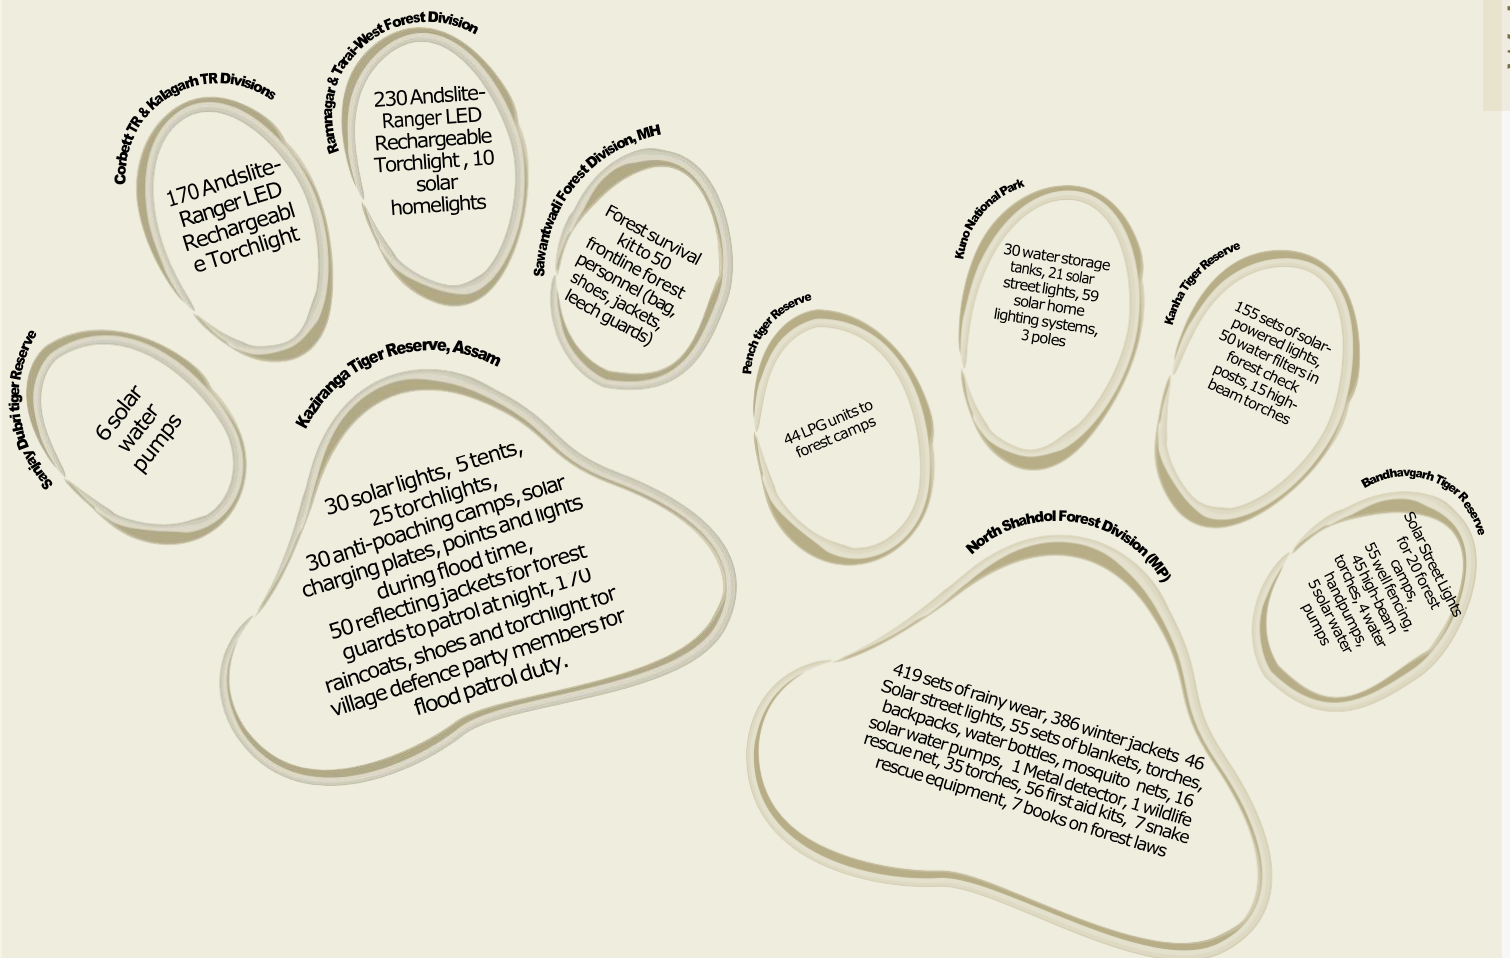 Sanjay Dubri tiger Reserve
6 solar
water
pumps
Corbett TR & Kalagarh TR Divisions
170 Andslite-
Ranger LED
Rechargeabl
e Torchlight
Ramnagar & Tarai-West Forest Division
230 Andslite-
Ranger LED
Rechargeable
Torchlight , 10
solar
homelights
Sawantwadi Forest Division, MH
Forest survival
kit to 50
frontline forest
personnel (bag,
shoes, jackets,
leech guards)
Kaziranga Tiger Reserve, Assam
30 solar lights, 5 tents,
25 torchlights,
30 anti-poaching camps, solar
charging plates, points and lights
during flood time,
50 reflecting jackets for forest
guards to patrol at night, 170
raincoats, shoes and torchlight for
village defence party members for
flood patrol duty.
Pench tiger Reserve
44 LPG units to
forest camps
Kuno National Park
30 water storage
tanks, 21 solar
street lights, 59
solar home
lighting systems,
3 poles
Kanha Tiger Reserve
155 sets of solar-
powered lights,
50 water filters in
forest check
posts, 15 high-
beam torches
Bandhavgarh Tiger Reserve
Solar Street Lights
for 20 forest
camps,
55 well fencing,
45 high-beam
torches, 4 water
handpumps,
5 solar water
pumps
North Shahdol Forest Division (MP)
419 sets of rainy wear, 386 winter jackets 46
Solar street lights, 55 sets of blankets, torches,
backpacks, water bottles, mosquito nets, 16
solar water pumps, 1 Metal detector, 1 wildlife
rescue net, 35 torches, 56 first aid kits, 7 snake
rescue equipment, 7 books on forest laws